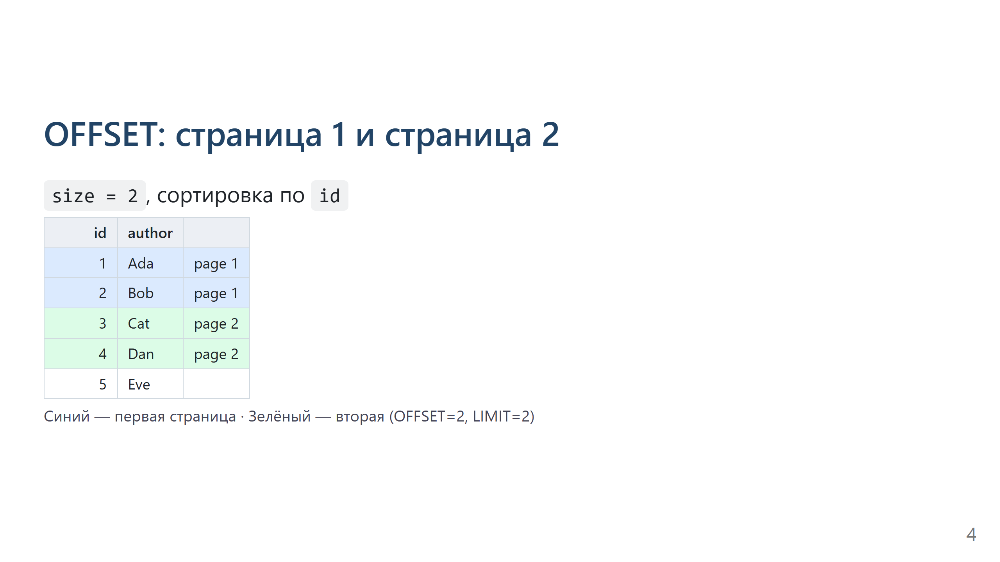 OFFSET: страница 1 и страница 2
size = 2, сортировка по id
id author
1 Ada page 1
2 Bob page 1
3 Cat page 2
4 Dan page 2
5 Eve
Синий — первая страница · Зелёный — вторая (OFFSET=2, LIMIT=2)
4